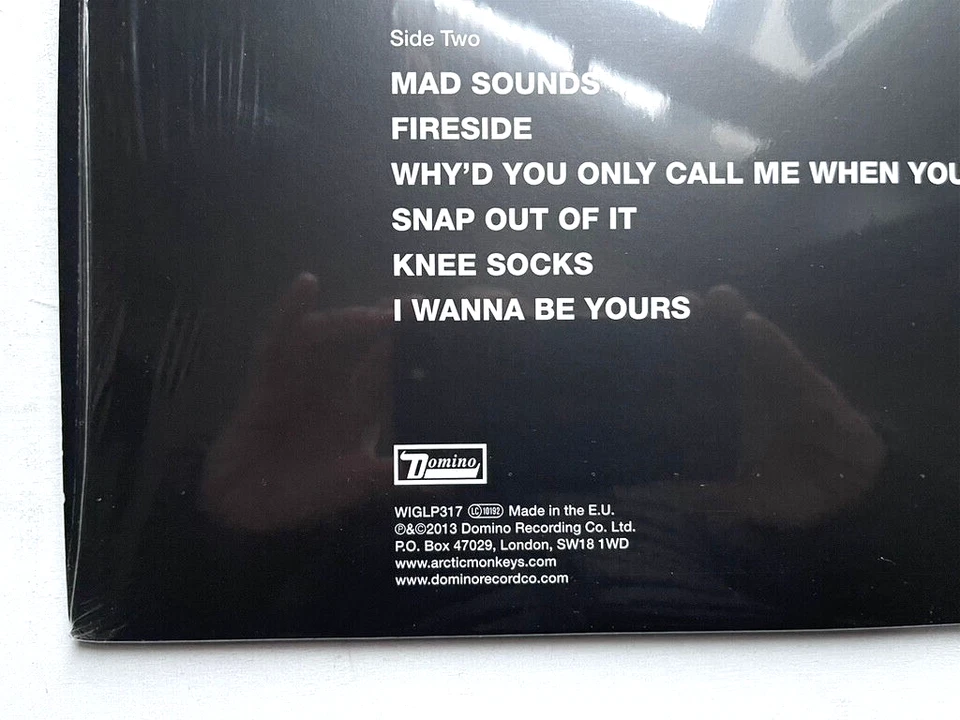 Side Two
MAD SOUNDS
FIRESIDE
WHY'D YOU ONLY CALL ME WHEN YOU
SNAP OUT OF IT
KNEE SOCKS
I WANNA BE YOURS
Domino
WIGLP317 LC 10192 Made in the E.U.
℗&©2013 Domino Recording Co. Ltd.
P.O. Box 47029, London, SW18 1WD
www.arcticmonkeys.com
www.dominorecordco.com